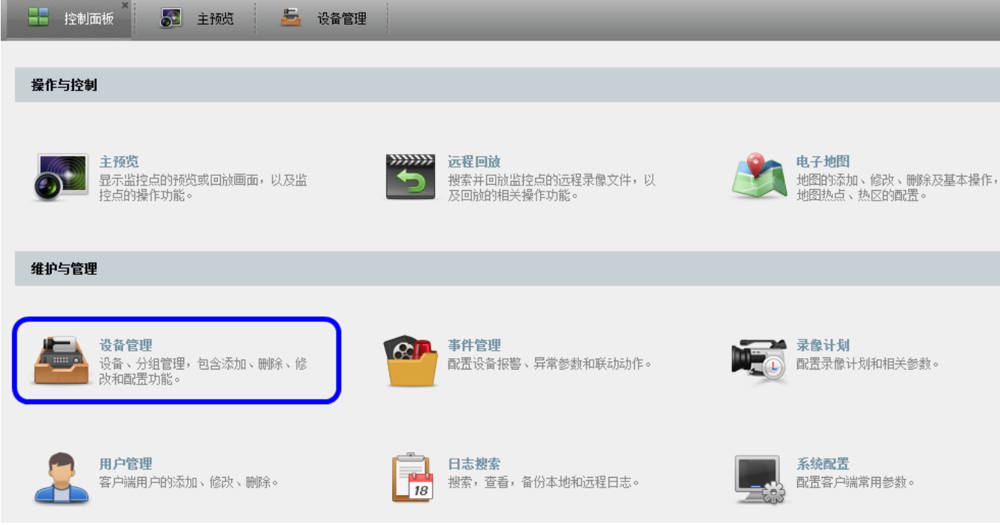 控制面板
主预览
设备管理
操作与控制
主预览
显示监控点的预览或回放画面，以及监
控点的操作功能。
远程回放
搜索并回放监控点的远程录像文件，以
及回放的相关操作功能。
电子地图
地图的添加、修改、删除及基本操作，
地图热点、热区的配置。
维护与管理
设备管理
设备、分组管理，包含添加、删除、修
改和配置功能。
事件管理
配置设备报警、异常参数和联动动作。
录像计划
配置录像计划和相关参数。
用户管理
客户端用户的添加、修改、删除。
日志搜索
搜索，查看，备份本地和远程日志。
18
系统配置
配置客户端常用参数。